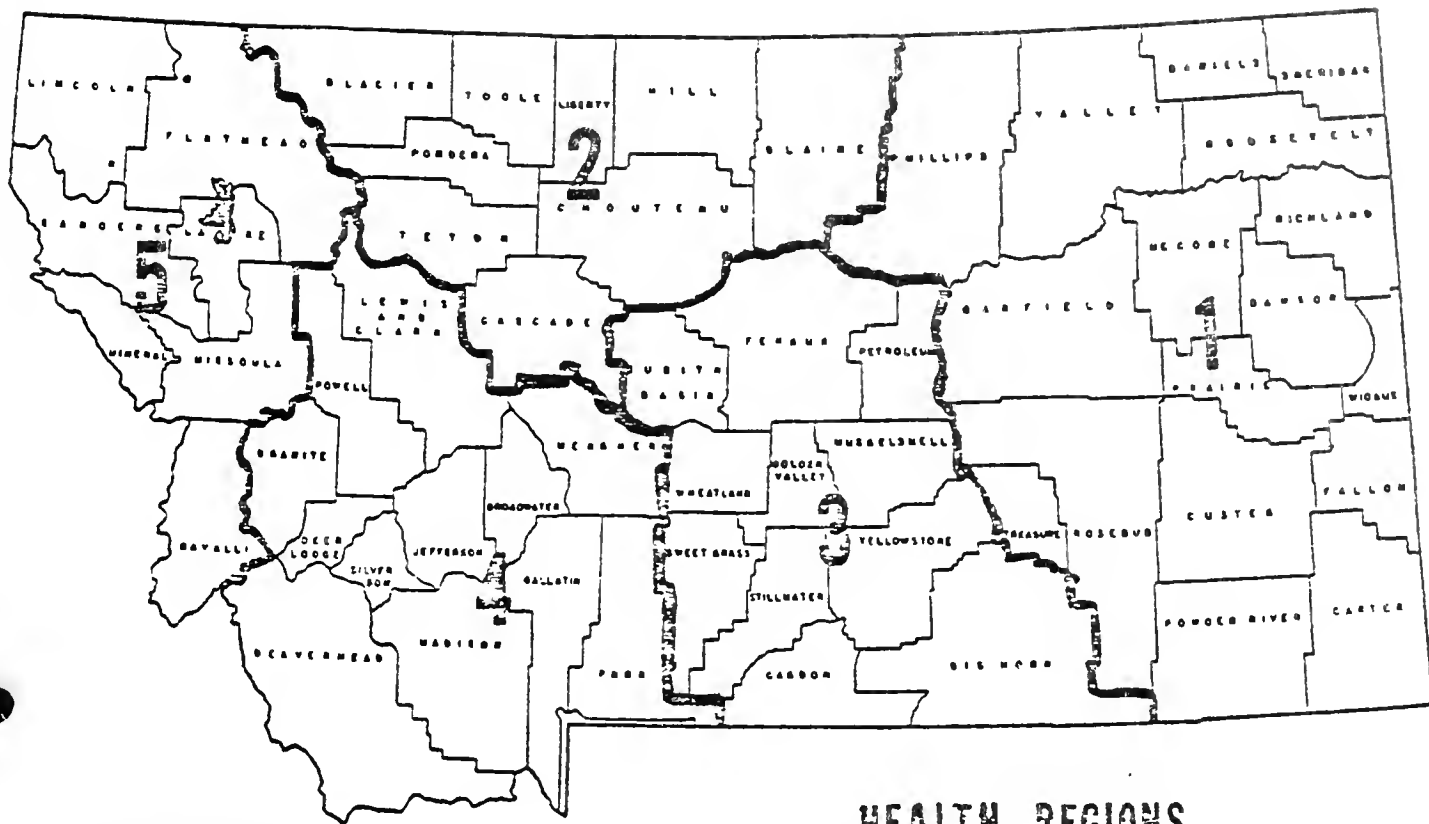 LINCOLN
FLATHEAD
GLACIER
TOOLE
LIBERTY
HILL
BLAINE
PHILLIPS
VALLEY
DANIELS
SHERIDAN
ROOSEVELT
PONDERA
2
CHOUTEAU
TETON
SANDERS
LAKE
5
LEWIS
AND
CLARK
CASCADE
JUDITH
BASIN
FERGUS
PETROLEUM
GARFIELD
MCCONE
RICHLAND
DAWSON
1
PRAIRIE
WIBAUX
MINERAL
MISSOULA
POWELL
GRANITE
MEAGHER
WHEATLAND
GOLDEN
VALLEY
MUSSELSHELL
3
BROADWATER
RAVALLI
DEER
LODGE
SILVER
BOW
JEFFERSON
4
GALLATIN
SWEET GRASS
YELLOWSTONE
TREASURE
ROSEBUD
CUSTER
FALLON
STILLWATER
BEAVERHEAD
MADISON
PARK
CARBON
BIG HORN
POWDER RIVER
CARTER
HEALTH REGIONS